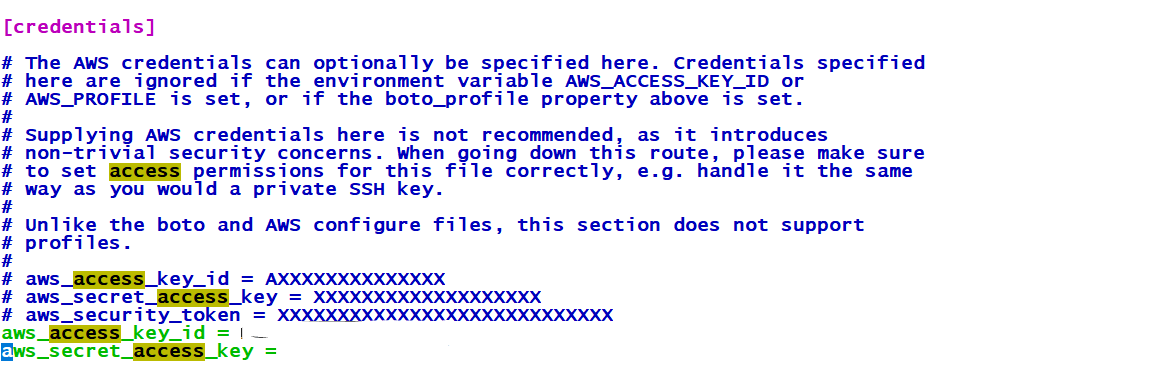 [credentials]
# The AWS credentials can optionally be specified here. Credentials specified
# here are ignored if the environment variable AWS_ACCESS_KEY_ID or
# AWS_PROFILE is set, or if the boto_profile property above is set.
#
# Supplying AWS credentials here is not recommended, as it introduces
# non-trivial security concerns. When going down this route, please make sure
# to set access permissions for this file correctly, e.g. handle it the same
# way as you would a private SSH key.
#
# Unlike the boto and AWS configure files, this section does not support
# profiles.
#
# aws_access_key_id = AXXXXXXXXXXXXXX
# aws_secret_access_key = XXXXXXXXXXXXXXXXXXX
# aws_security_token = XXXXXXXXXXXXXXXXXXXXXXXXXXXX
aws_access_key_id =
aws_secret_access_key =